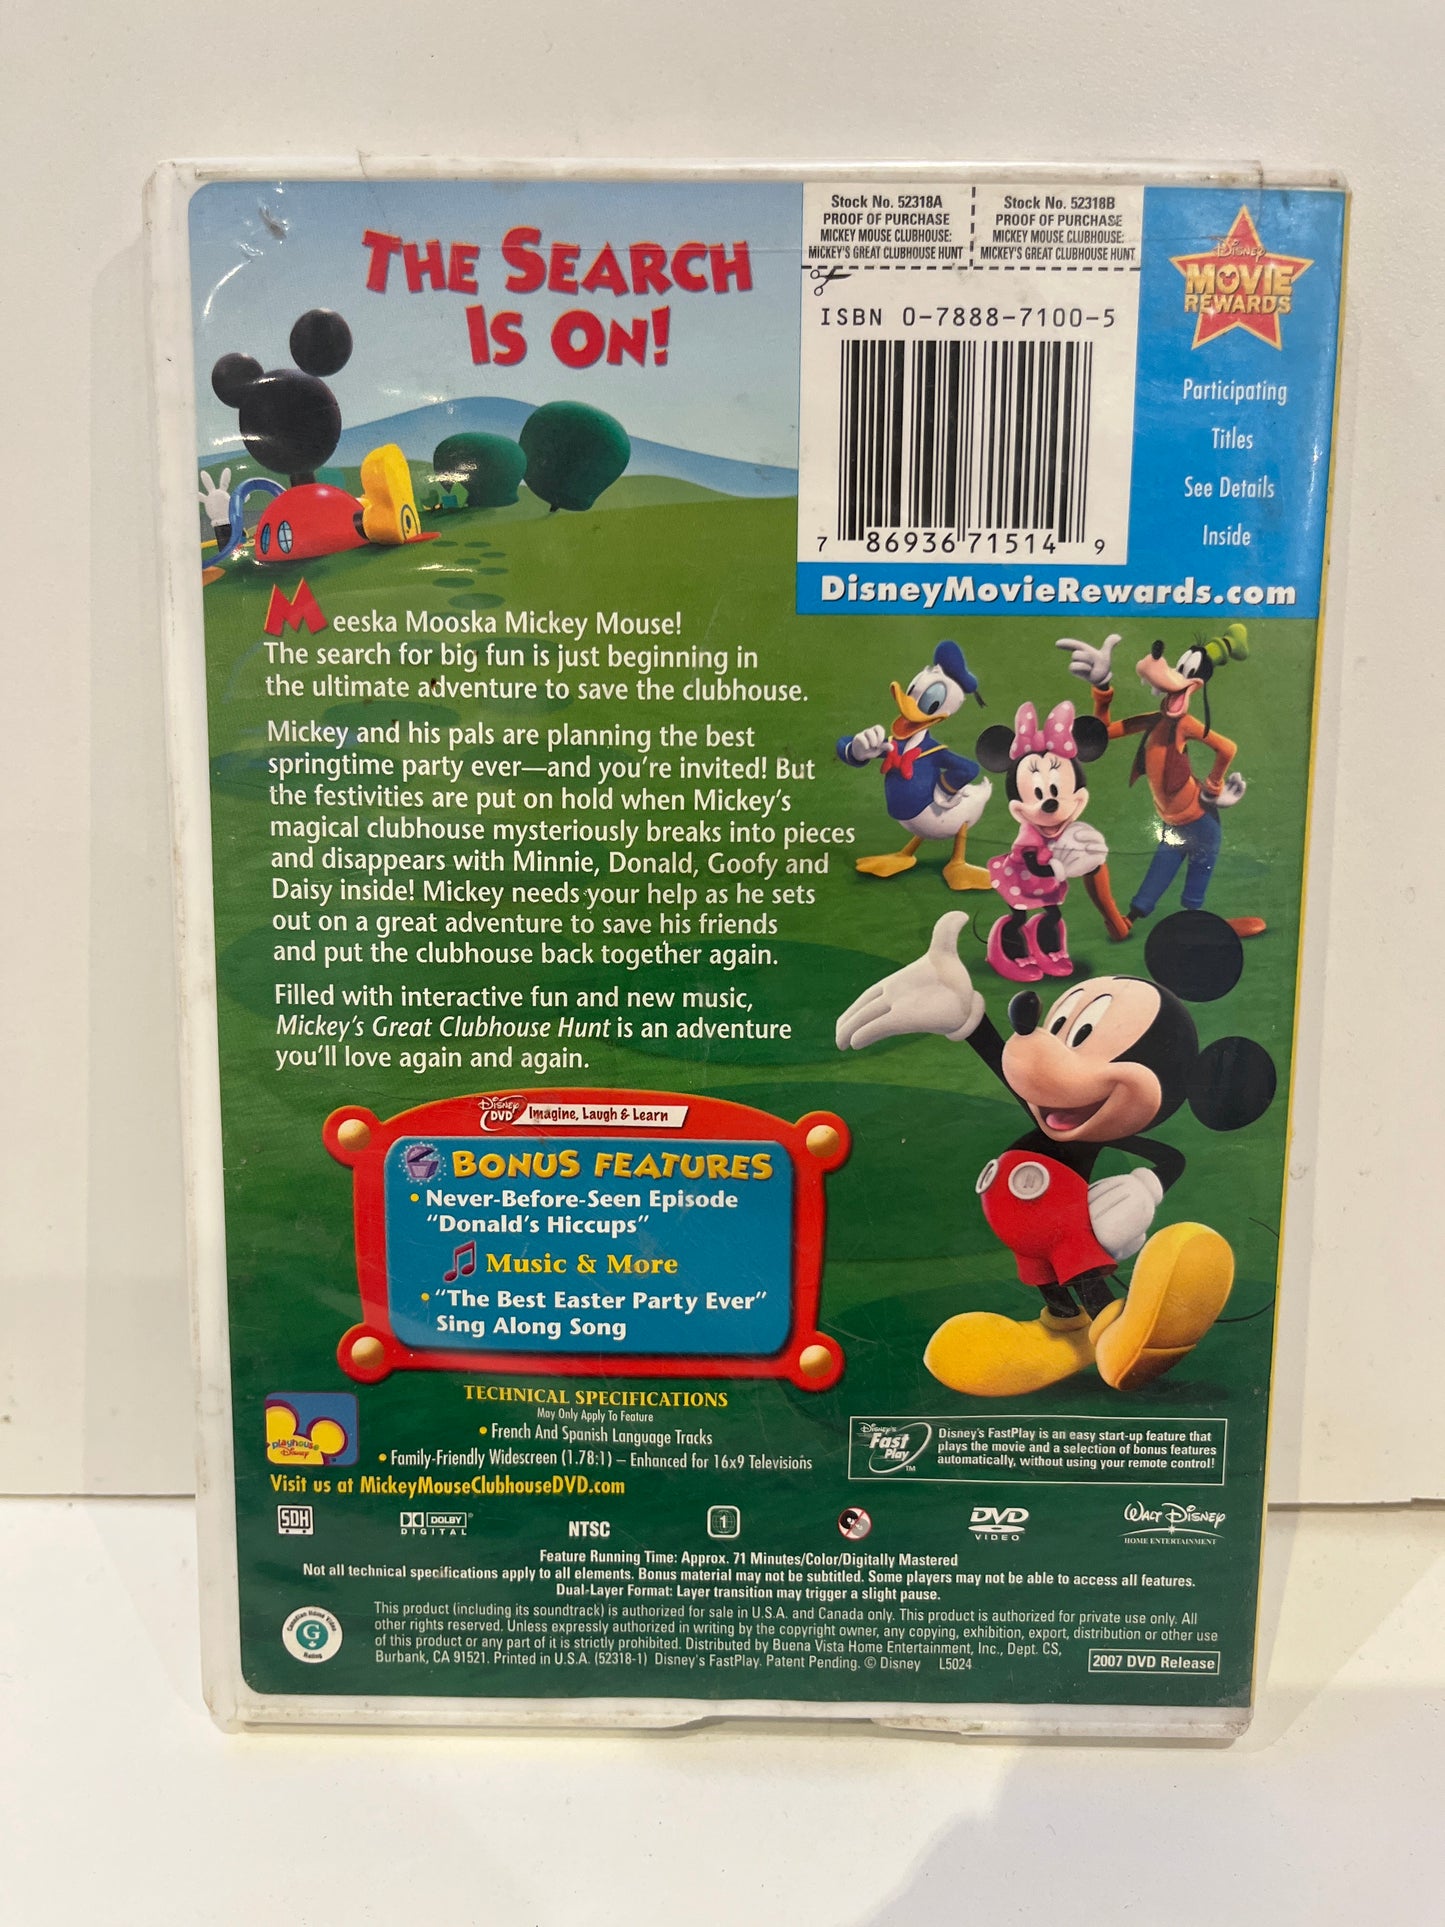 THE SEARCH
IS ON!
Stock No. 52318A
PROOF OF PURCHASE
MICKEY MOUSE CLUBHOUSE:
MICKEY'S GREAT CLUBHOUSE HUNT
Stock No. 52318B
PROOF OF PURCHASE
MICKEY MOUSE CLUBHOUSE:
MICKEY'S GREAT CLUBHOUSE HUNT
ISBN 0-7888-7100-5
7 86936 71514 9
Disney
MOVIE
REWARDS
Participating
Titles
See Details
Inside
DisneyMovieRewards.com
Meeska Mooska Mickey Mouse!
The search for big fun is just beginning in
the ultimate adventure to save the clubhouse.
Mickey and his pals are planning the best
springtime party ever—and you're invited! But
the festivities are put on hold when Mickey's
magical clubhouse mysteriously breaks into pieces
and disappears with Minnie, Donald, Goofy and
Daisy inside! Mickey needs your help as he sets
out on a great adventure to save his friends
and put the clubhouse back together again.
Filled with interactive fun and new music,
Mickey's Great Clubhouse Hunt is an adventure
you'll love again and again.
Disney DVD Imagine, Laugh & Learn
BONUS FEATURES
• Never-Before-Seen Episode
"Donald's Hiccups"
Music & More
• "The Best Easter Party Ever"
Sing Along Song
TECHNICAL SPECIFICATIONS
May Only Apply To Feature
• French And Spanish Language Tracks
• Family-Friendly Widescreen (1.78:1) – Enhanced for 16x9 Televisions
playhouse
Disney
Visit us at MickeyMouseClubhouseDVD.com
Disney's
Fast
Play
TM
Disney's FastPlay is an easy start-up feature that
plays the movie and a selection of bonus features
automatically, without using your remote control!
SDH
DOLBY
DIGITAL
NTSC
1
DVD
VIDEO
WALT DISNEY
HOME ENTERTAINMENT
Feature Running Time: Approx. 71 Minutes/Color/Digitally Mastered
Not all technical specifications apply to all elements. Bonus material may not be subtitled. Some players may not be able to access all features.
Dual-Layer Format: Layer transition may trigger a slight pause.
Canadian Home Video
G
Rating
This product (including its soundtrack) is authorized for sale in U.S.A. and Canada only. This product is authorized for private use only. All
other rights reserved. Unless expressly authorized in writing by the copyright owner, any copying, exhibition, export, distribution or other use
of this product or any part of it is strictly prohibited. Distributed by Buena Vista Home Entertainment, Inc., Dept. CS,
Burbank, CA 91521. Printed in U.S.A. (52318-1) Disney's FastPlay. Patent Pending. © Disney L5024
2007 DVD Release